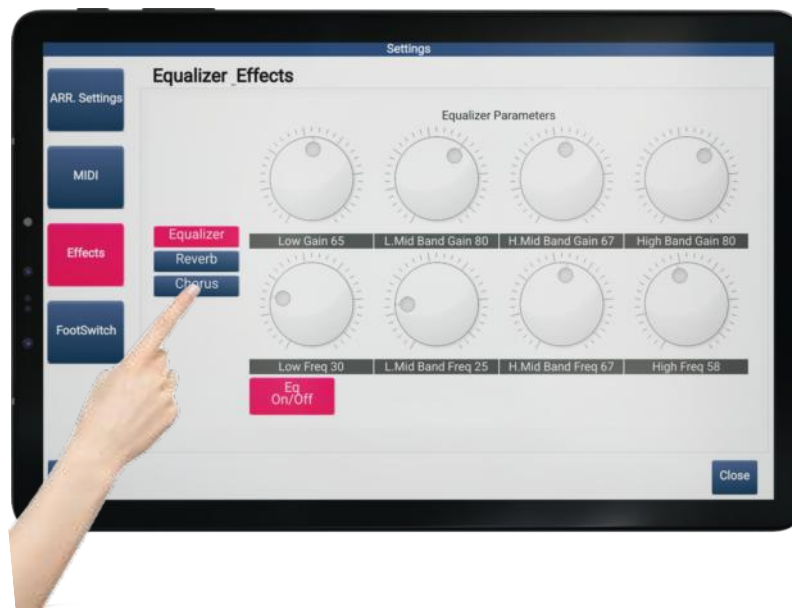 Settings
Equalizer_Effects
ARR. Settings
MIDI
Effects
FootSwitch
Equalizer
Reverb
Chorus
Equalizer Parameters
Low Gain 65
L.Mid Band Gain 80
H.Mid Band Gain 67
High Band Gain 80
Low Freq 30
L.Mid Band Freq 25
H.Mid Band Freq 67
High Freq 58
Eq
On/Off
Close